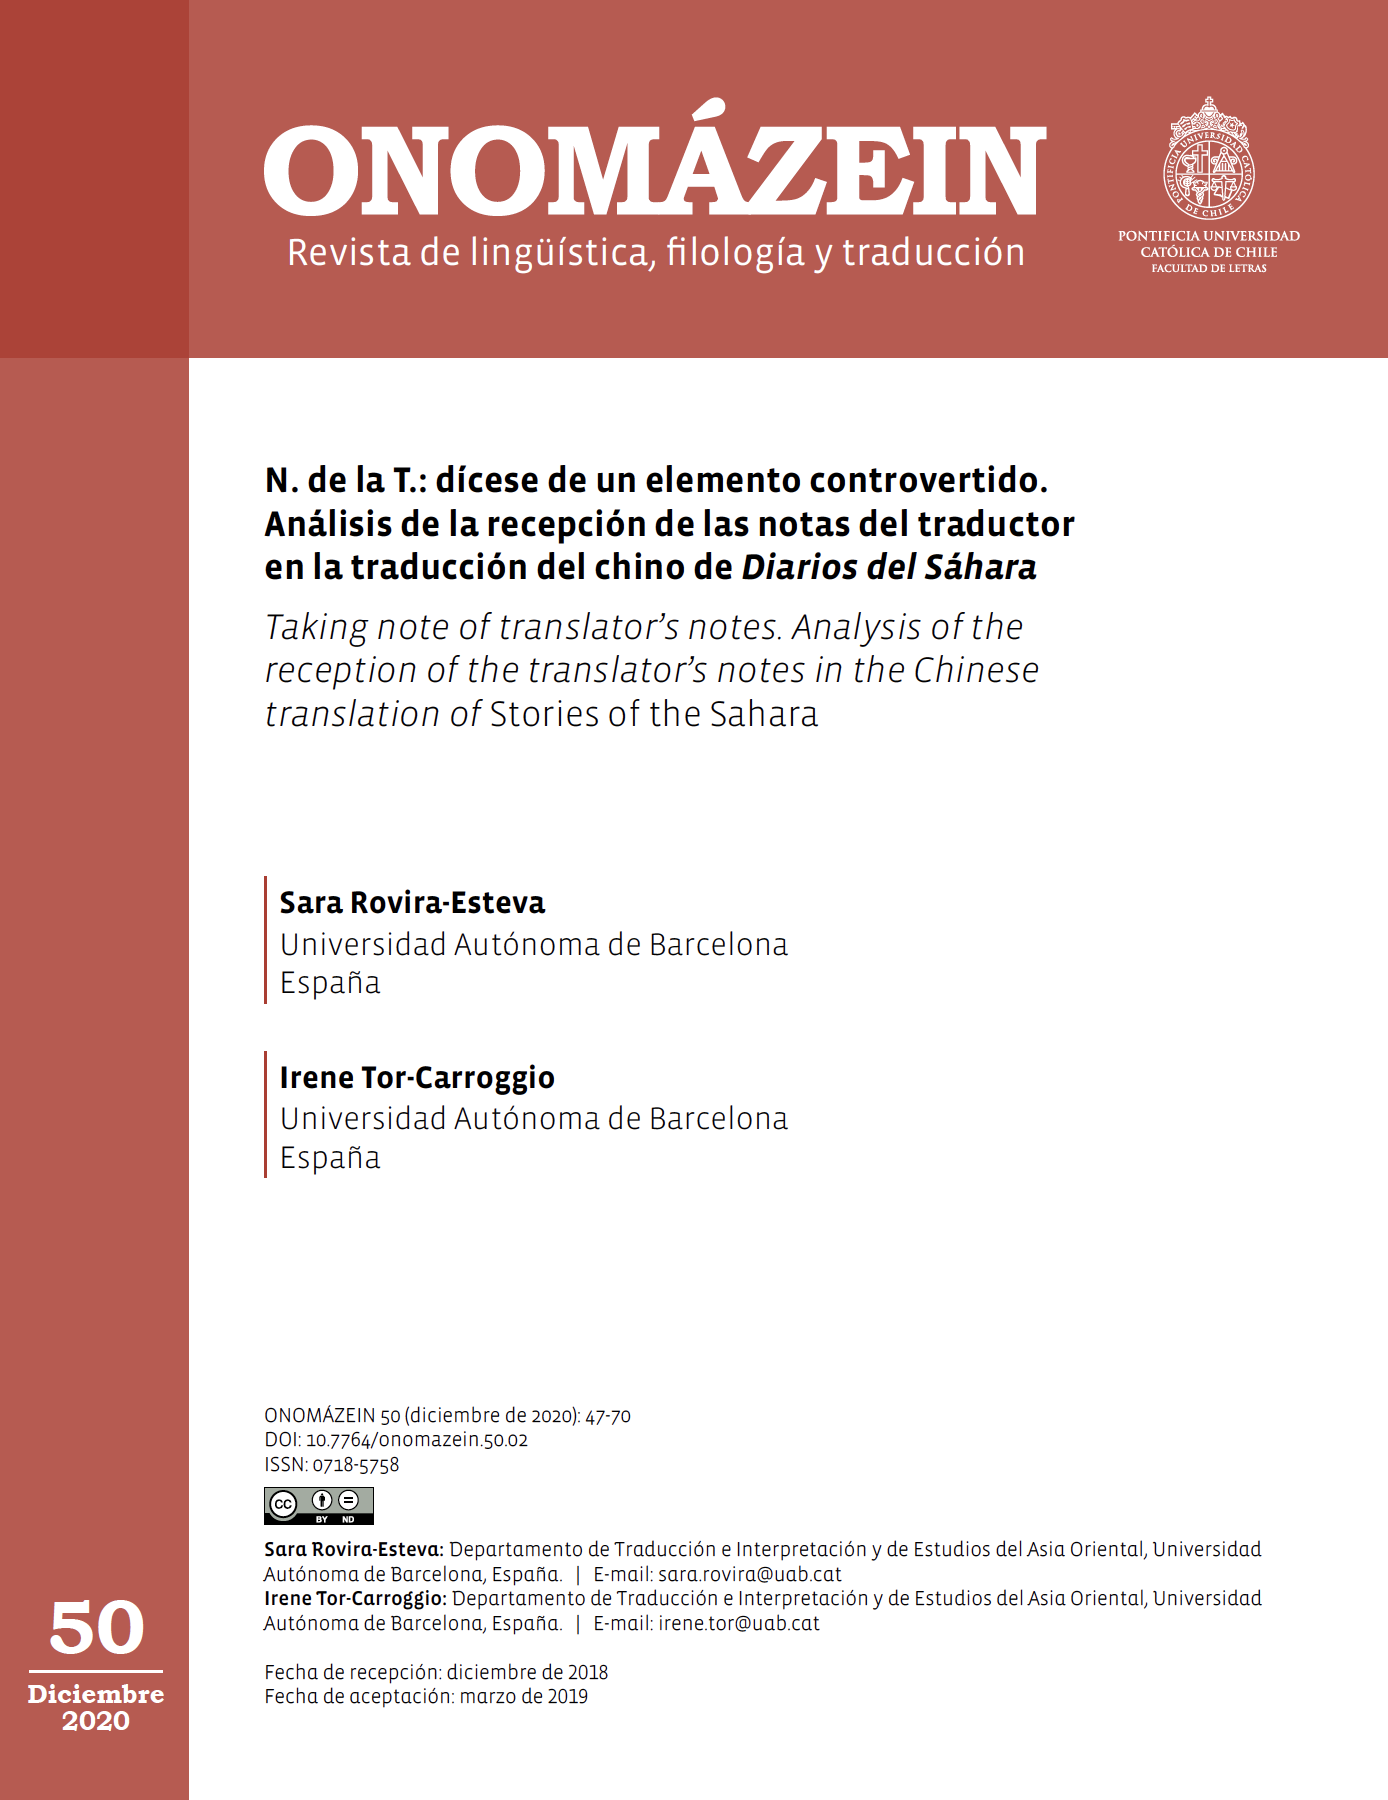 ONOMÁZEIN
Revista de lingüística, filología y traducción
PONTIFICIA UNIVERSIDAD CATÓLICA DE CHILE
PONTIFICIA UNIVERSIDAD
CATÓLICA DE CHILE
FACULTAD DE LETRAS
N. de la T.: dícese de un elemento controvertido.
Análisis de la recepción de las notas del traductor
en la traducción del chino de Diarios del Sáhara
Taking note of translator’s notes. Analysis of the
reception of the translator’s notes in the Chinese
translation of Stories of the Sahara
Sara Rovira-Esteva
Universidad Autónoma de Barcelona
España
Irene Tor-Carroggio
Universidad Autónoma de Barcelona
España
ONOMÁZEIN 50 (diciembre de 2020): 47-70
DOI: 10.7764/onomazein.50.02
ISSN: 0718-5758
cc BY ND
Sara Rovira-Esteva: Departamento de Traducción e Interpretación y de Estudios del Asia Oriental, Universidad
Autónoma de Barcelona, España. | E-mail: sara.rovira@uab.cat
Irene Tor-Carroggio: Departamento de Traducción e Interpretación y de Estudios del Asia Oriental, Universidad
Autónoma de Barcelona, España. | E-mail: irene.tor@uab.cat
Fecha de recepción: diciembre de 2018
Fecha de aceptación: marzo de 2019
50
Diciembre
2020